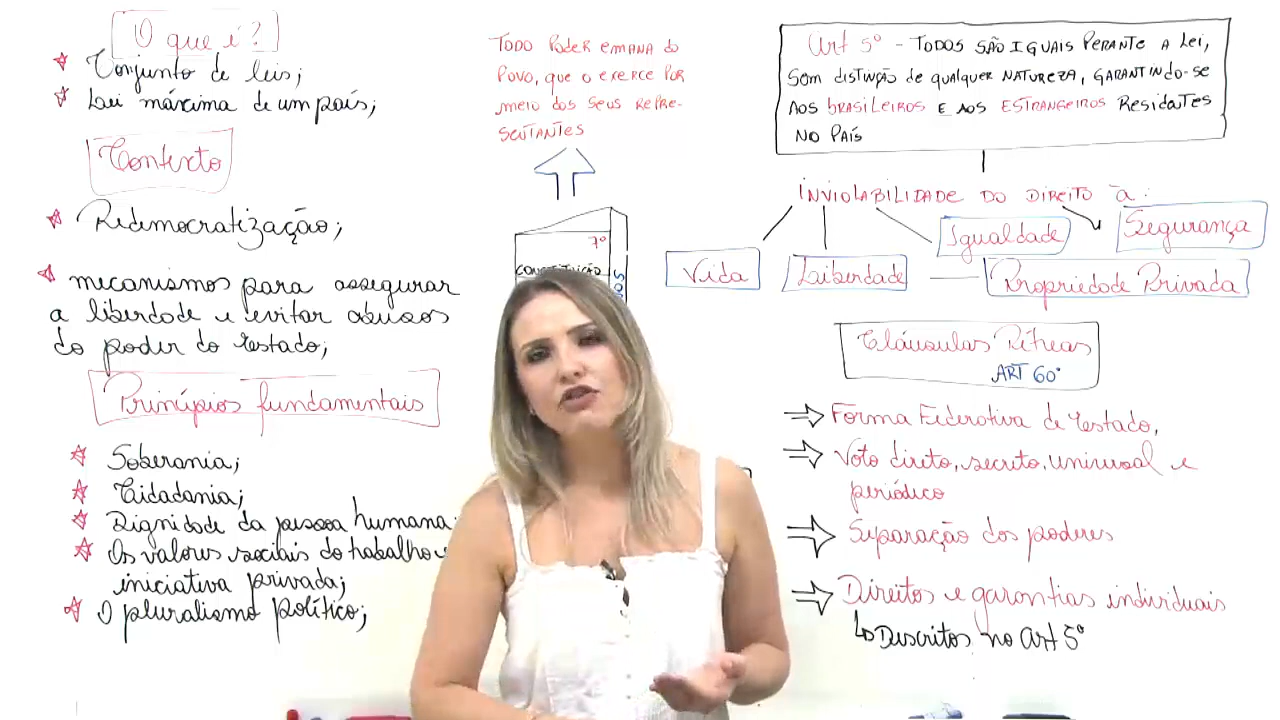 O que é?
Conjunto de leis;
Lei máxima de um país;
Contexto
Redemocratização;
mecanismos para assegurar
a liberdade e evitar abusos
do poder do Estado;
Princípios fundamentais
Soberania;
Cidadania;
Dignidade da pessoa humana;
Os valores sociais do trabalho e
iniciativa privada;
O pluralismo político;
TODO PODER EMANA DO
POVO, QUE O EXERCE POR
MEIO DOS SEUS REPRE-
SENTANTES
7º
CONSTITUIÇÃO
Art 5º - TODOS SÃO IGUAIS PERANTE A LEI,
SEM DISTINÇÃO DE QUALQUER NATUREZA, GARANTINDO-SE
AOS BRASILEIROS E AOS ESTRANGEIROS RESIDENTES
NO PAÍS
INVIOLABILIDADE DO DIREITO À:
Vida
Liberdade
Igualdade
Segurança
Propriedade Privada
Cláusulas Pétreas
ART 60º
Forma Federativa de Estado,
Voto direto, secreto, universal e
periódico
Separação dos poderes
Direitos e garantias individuais
Descritos no Art 5º